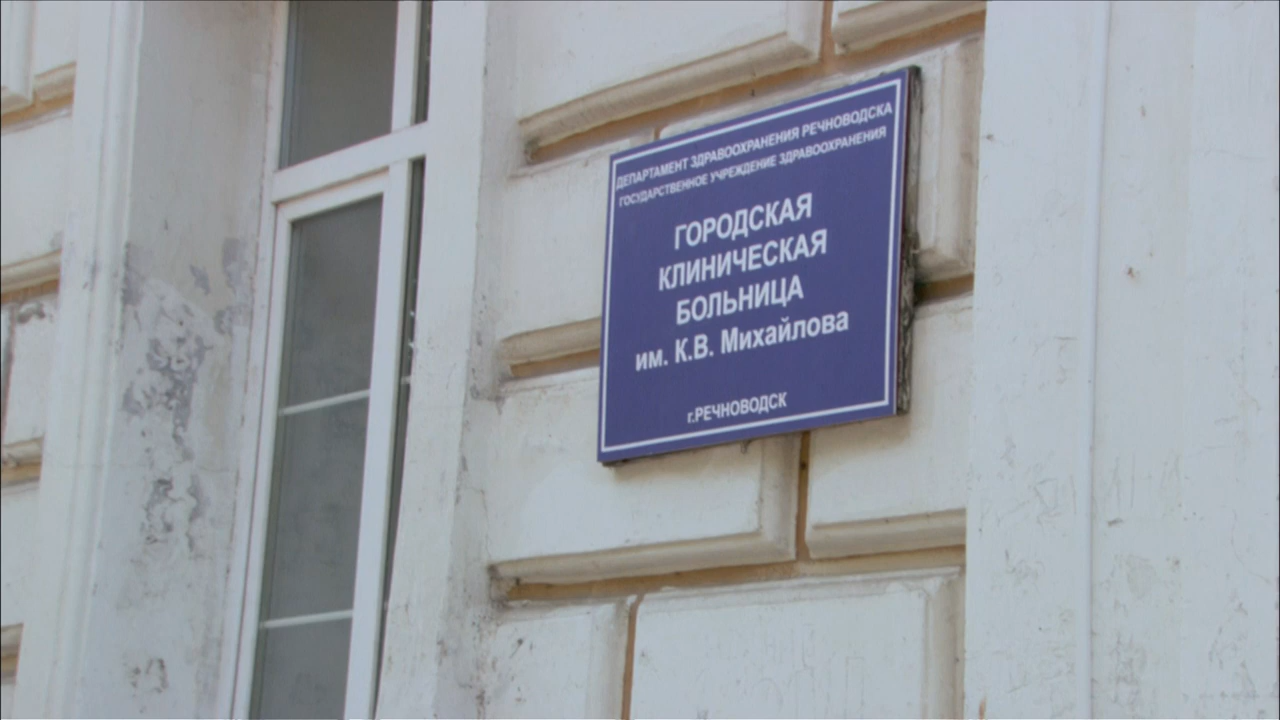 ДЕПАРТАМЕНТ ЗДРАВООХРАНЕНИЯ РЕЧНОВОДСКА
ГОСУДАРСТВЕННОЕ УЧРЕЖДЕНИЕ ЗДРАВООХРАНЕНИЯ
ГОРОДСКАЯ
КЛИНИЧЕСКАЯ
БОЛЬНИЦА
им. К.В. Михайлова
г.РЕЧНОВОДСК